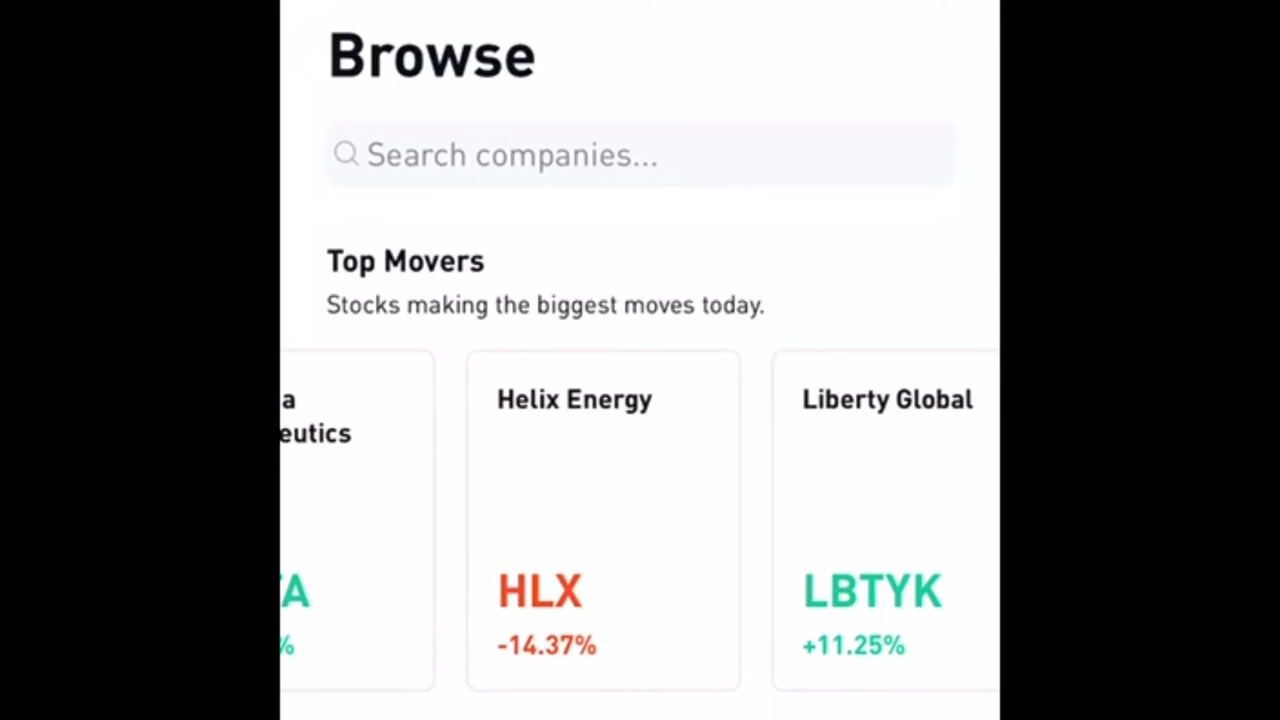 Browse
Search companies...
Top Movers
Stocks making the biggest moves today.
a
eutics
Helix Energy
Liberty Global
A
HLX
LBTYK
%
-14.37%
+11.25%